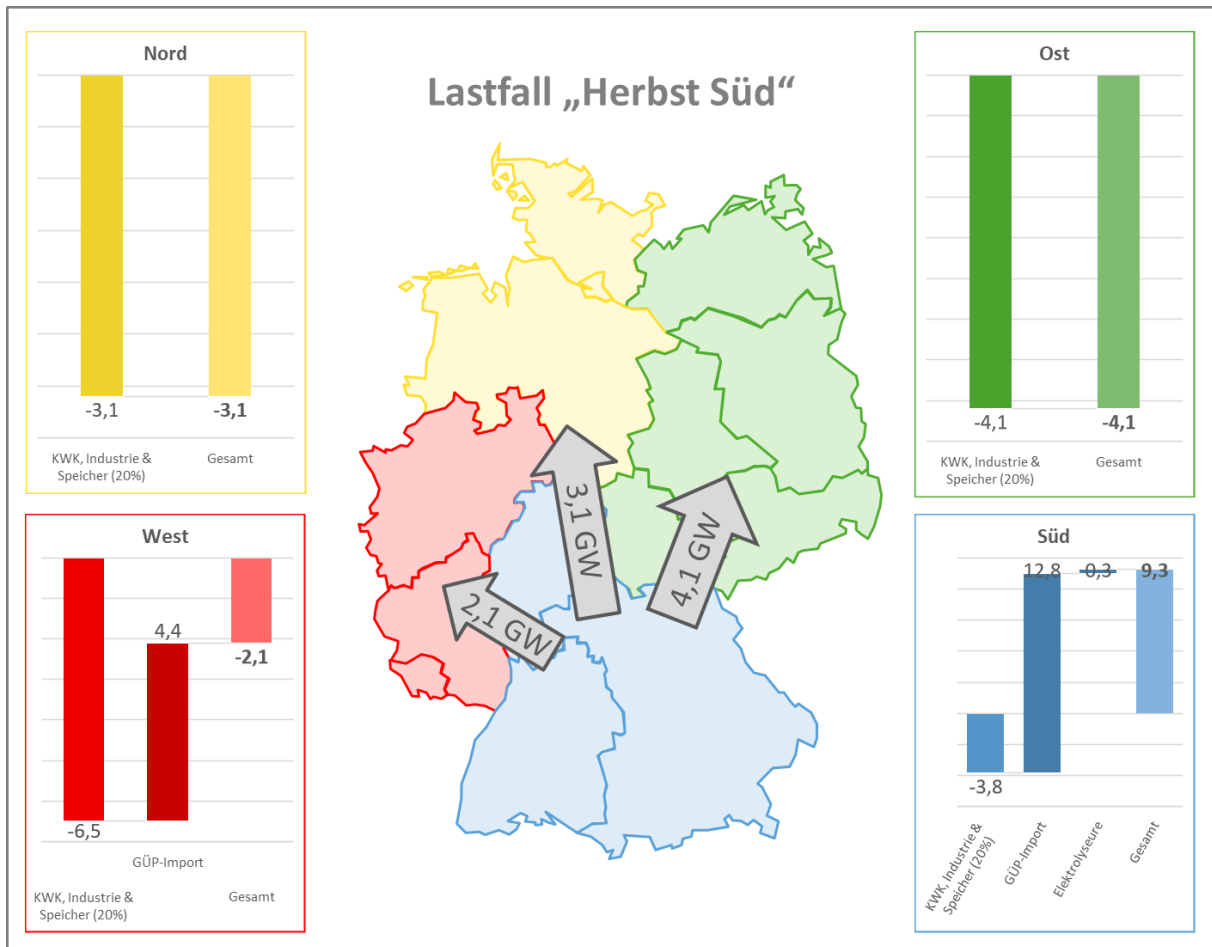 Lastfall „Herbst Süd“
Nord
-3,1
-3,1
KWK, Industrie &
Speicher (20%)
Gesamt
Ost
-4,1
-4,1
KWK, Industrie &
Speicher (20%)
Gesamt
3,1 GW
4,1 GW
2,1 GW
West
4,4
-2,1
-6,5
GÜP-Import
KWK, Industrie &
Speicher (20%)
Gesamt
Süd
12,8
0,3
9,3
-3,8
KWK, Industrie &
Speicher (20%)
GÜP-Import
Elektrolyseure
Gesamt